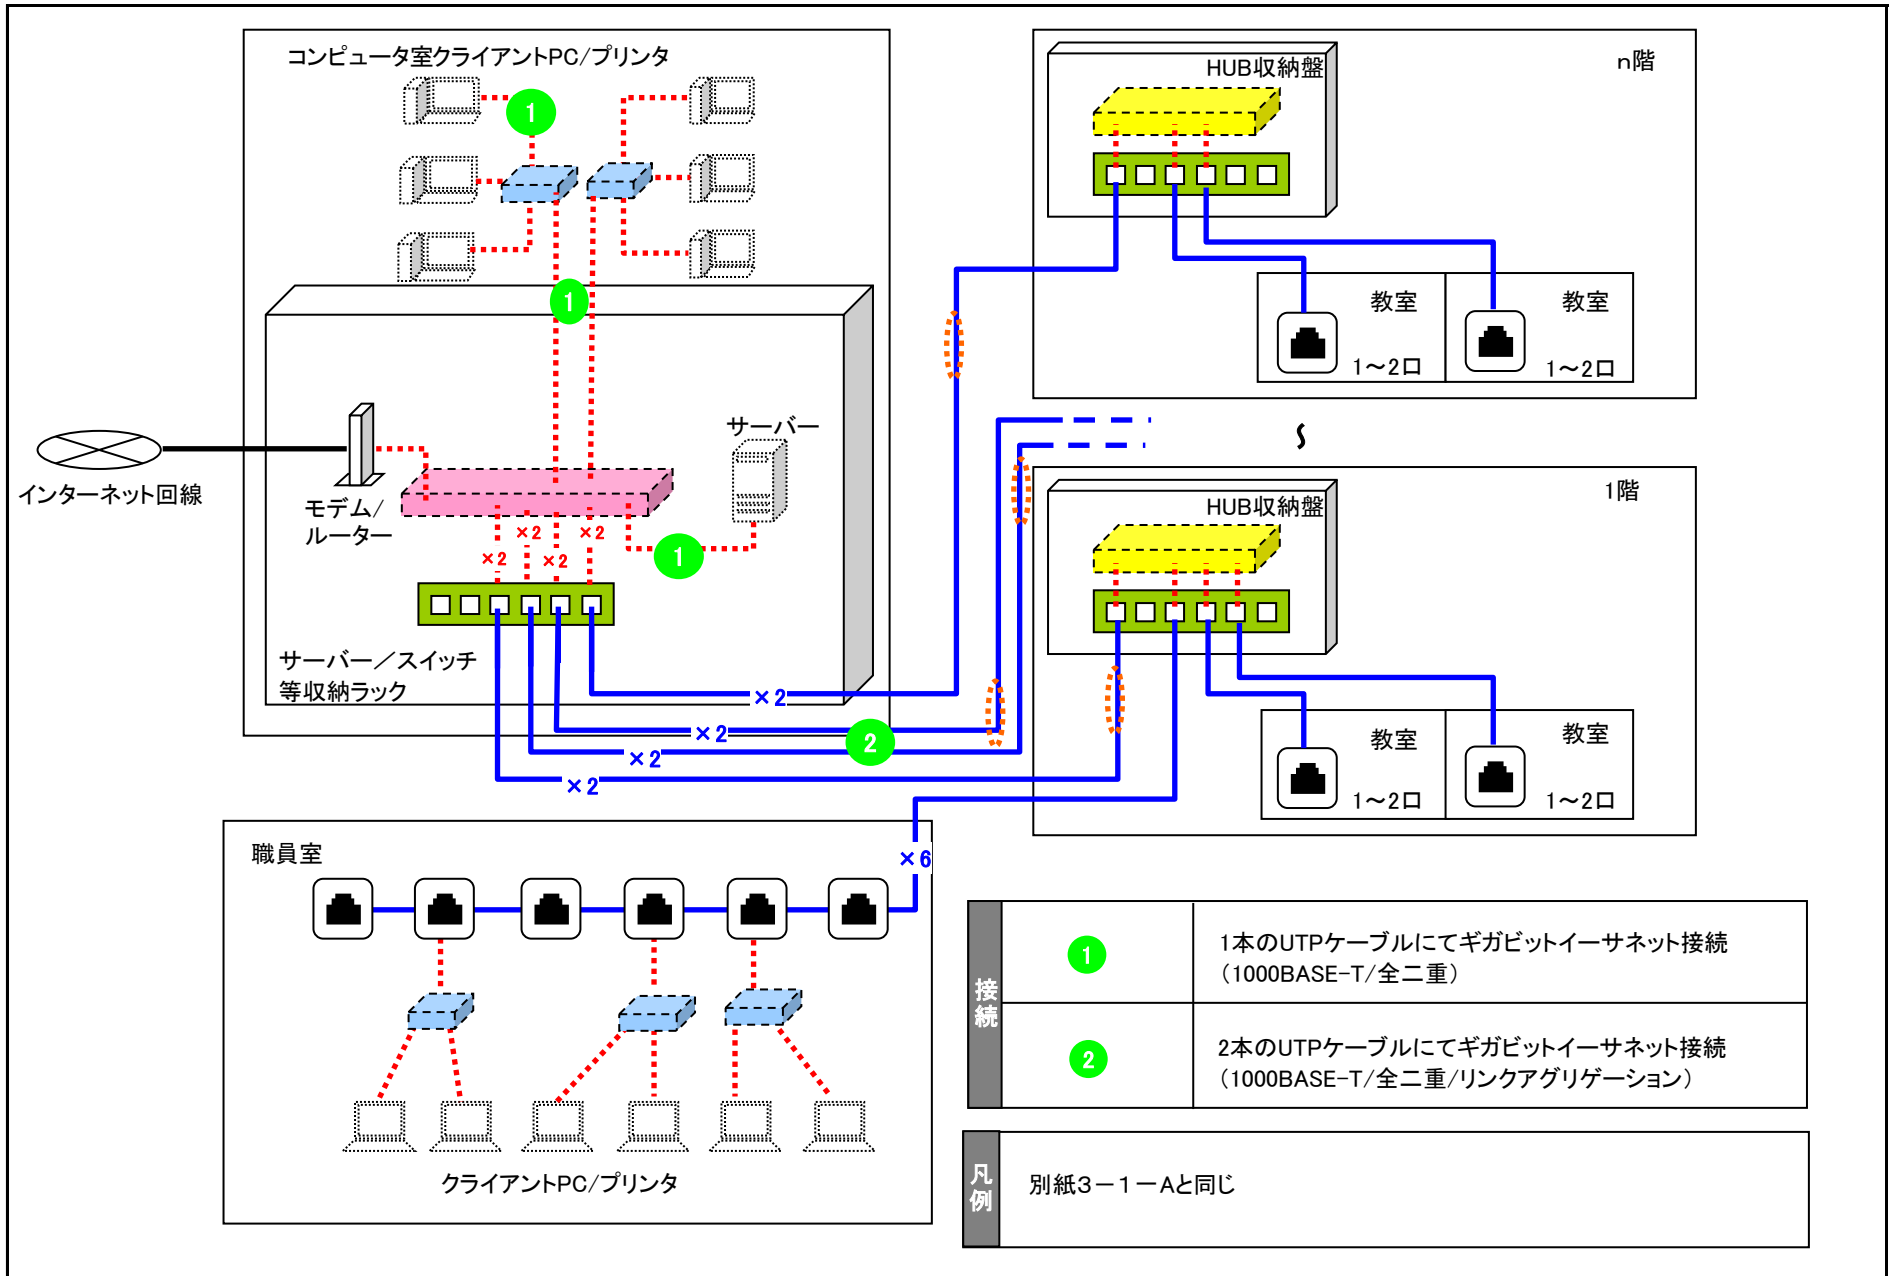 コンピュータ室クライアントPC/プリンタ
1
1
サーバー
モデム/
ルーター
インターネット回線
×2
×2
×2
×2
1
サーバー／スイッチ
等収納ラック
×2
×2
×2
×2
2
n階
HUB収納盤
教室
1～2口
教室
1～2口
～
1階
HUB収納盤
教室
1～2口
教室
1～2口
職員室
×6
クライアントPC/プリンタ
接続
1
1本のUTPケーブルにてギガビットイーサネット接続
（1000BASE-T/全二重）
2
2本のUTPケーブルにてギガビットイーサネット接続
（1000BASE-T/全二重/リンクアグリゲーション）
凡例
別紙３－１－Aと同じ